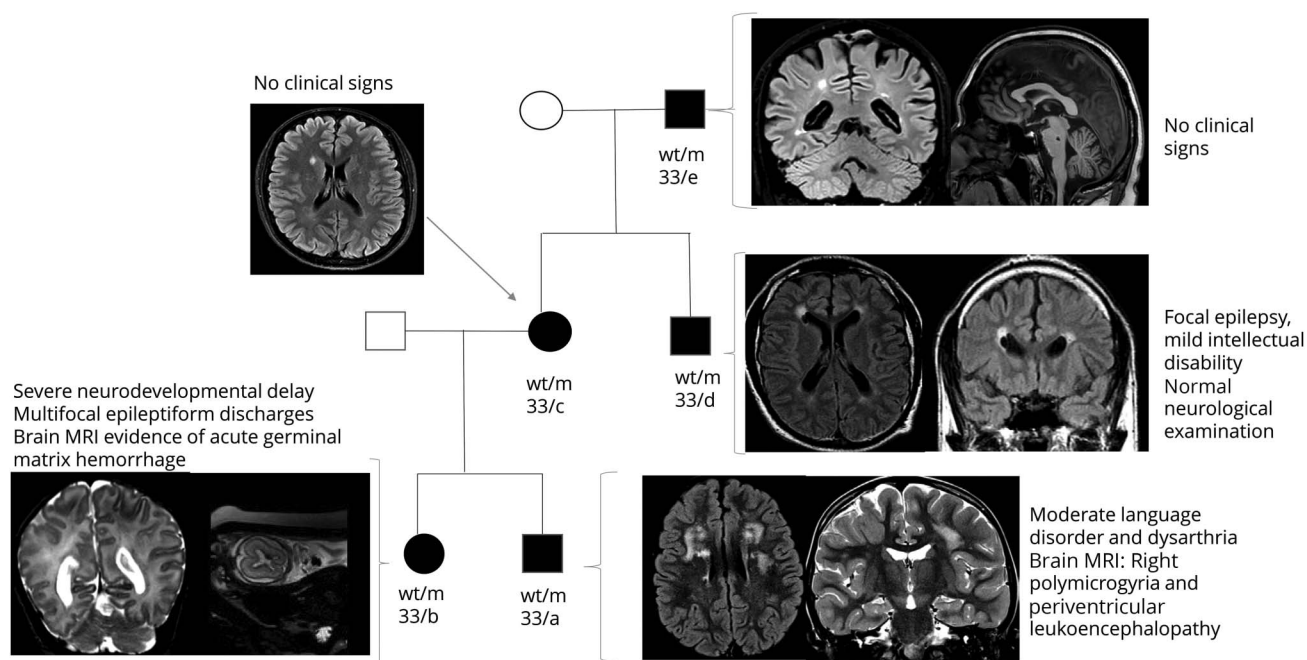 No clinical signs
wt/m
33/e
No clinical
signs
wt/m
33/c
wt/m
33/d
Focal epilepsy,
mild intellectual
disability
Normal
neurological
examination
Severe neurodevelopmental delay
Multifocal epileptiform discharges
Brain MRI evidence of acute germinal
matrix hemorrhage
wt/m
33/b
wt/m
33/a
Moderate language
disorder and dysarthria
Brain MRI: Right
polymicrogyria and
periventricular
leukoencephalopathy